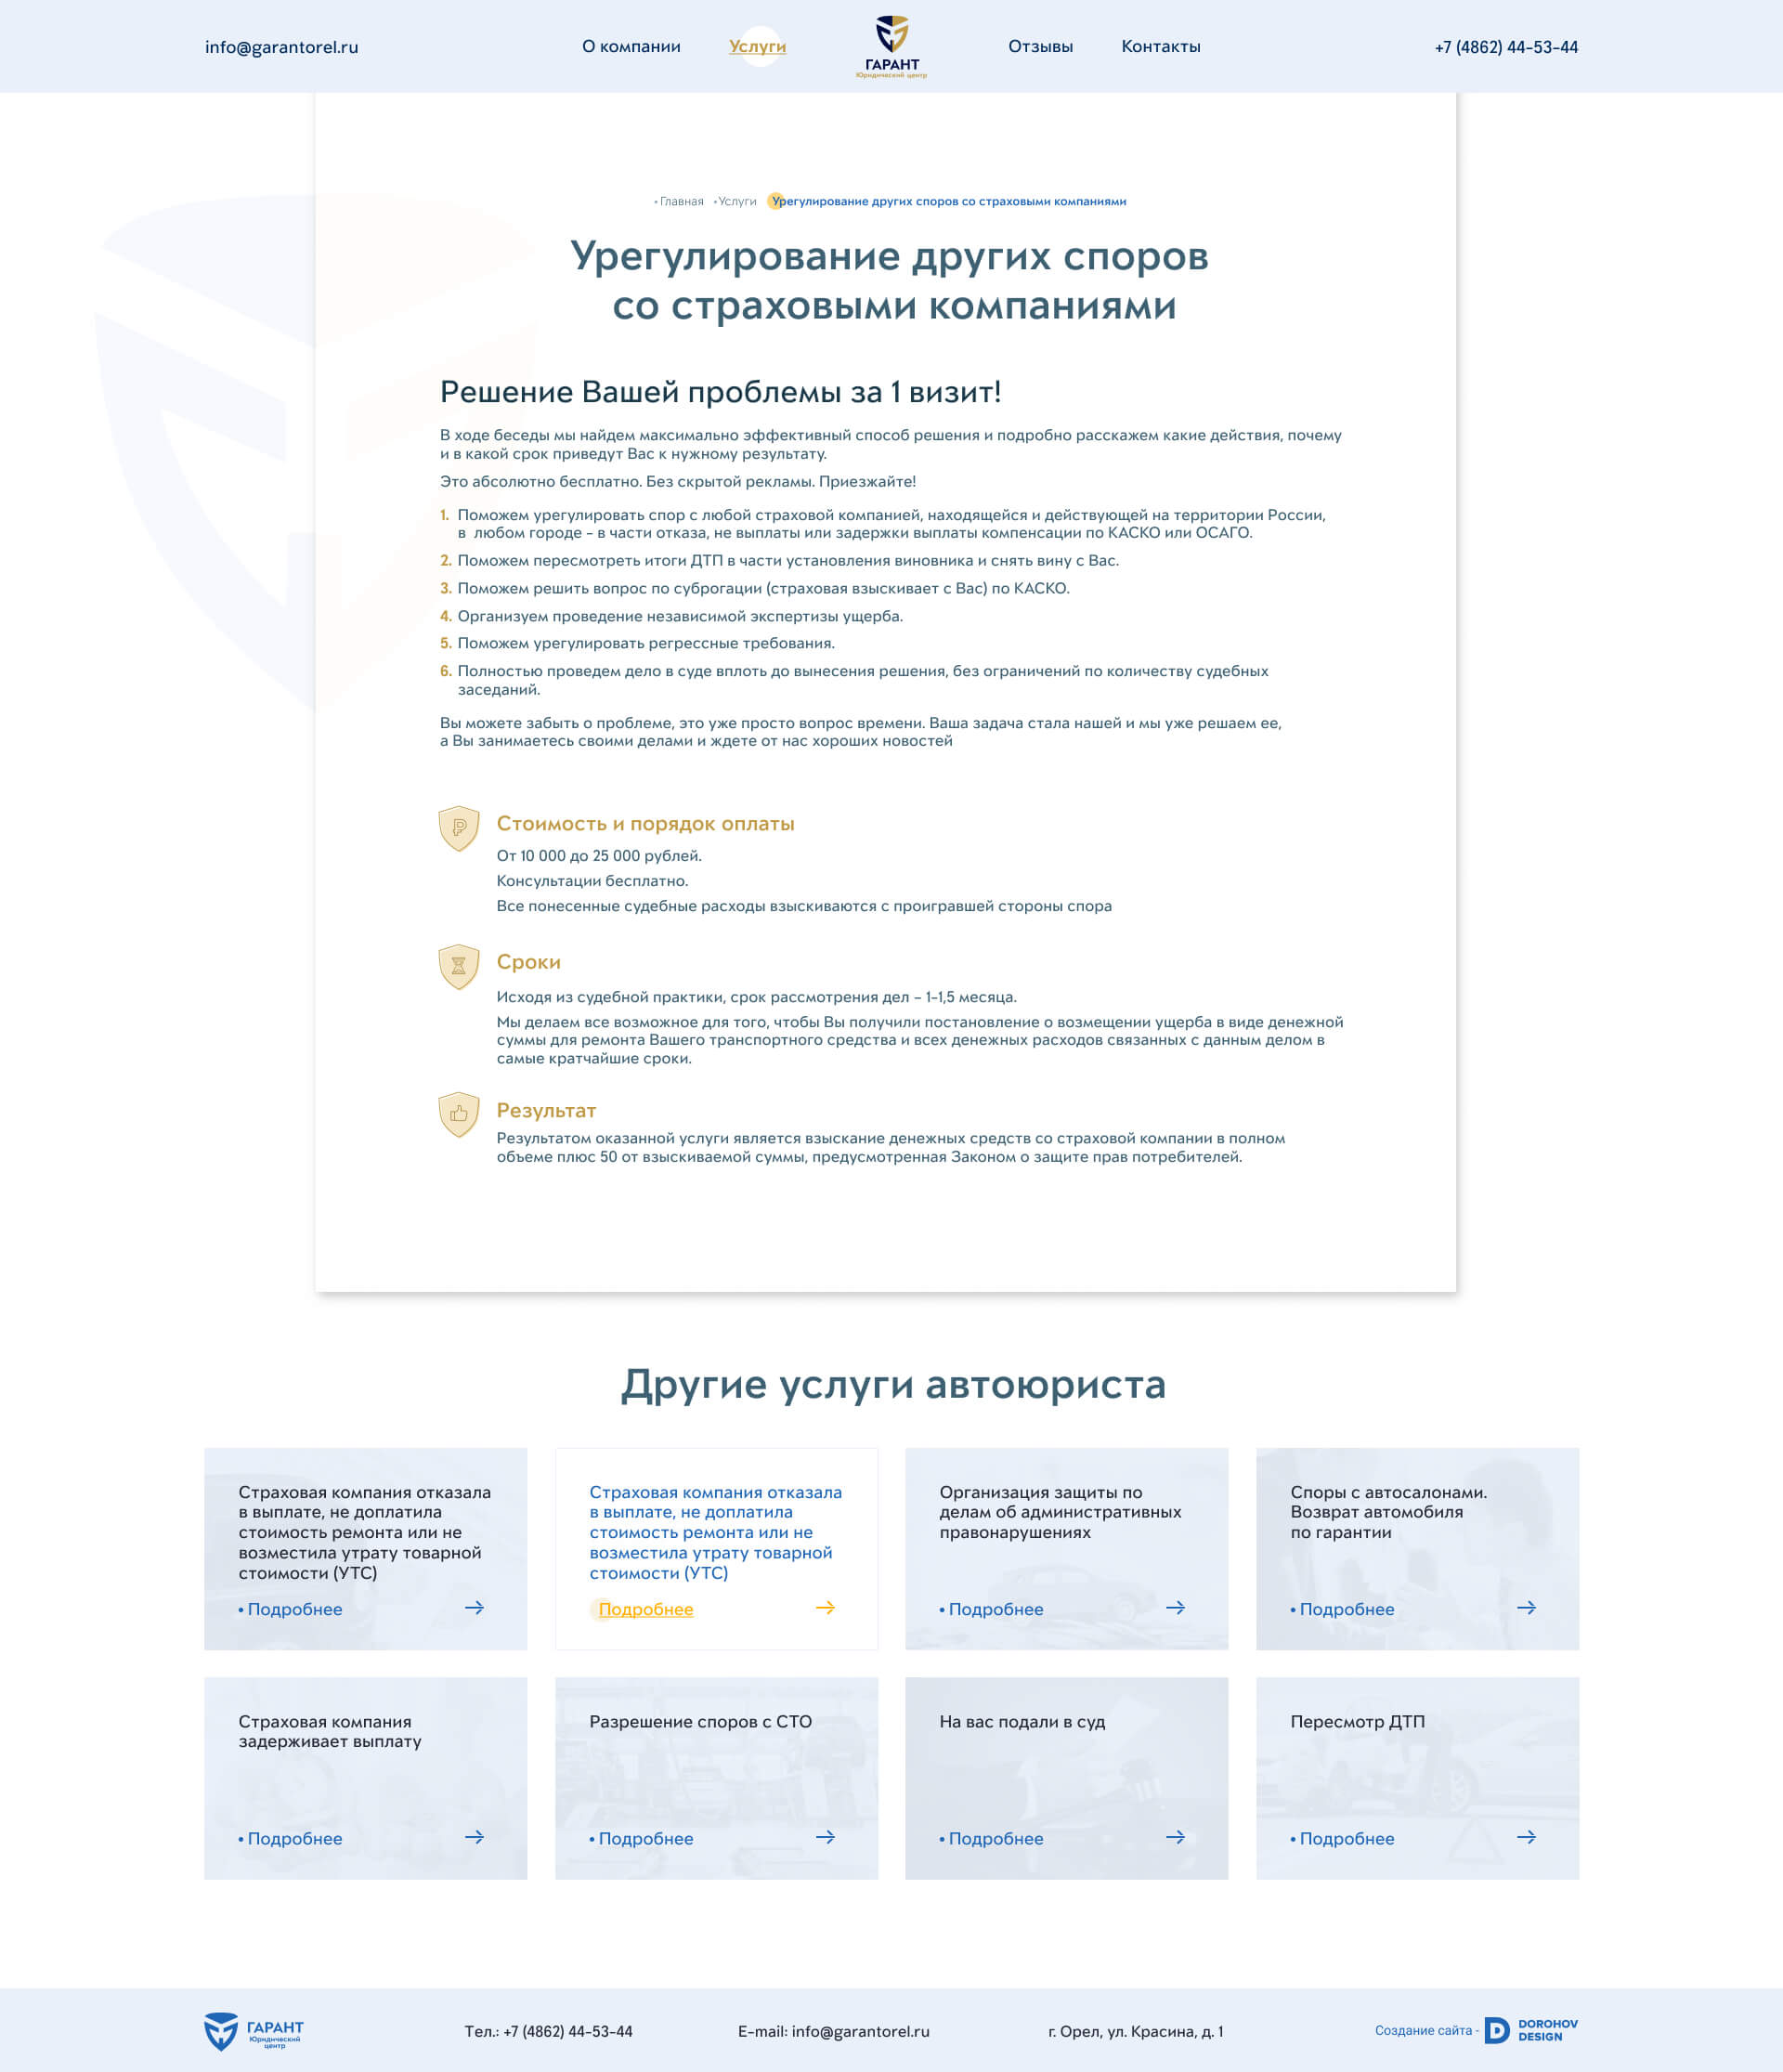 info@garantorel.ru
О компании
Услуги
ГАРАНТ
Юридический центр
Отзывы
Контакты
+7 (4862) 44-53-44
• Главная • Услуги Урегулирование других споров со страховыми компаниями
Урегулирование других споров
со страховыми компаниями
Решение Вашей проблемы за 1 визит!
В ходе беседы мы найдем максимально эффективный способ решения и подробно расскажем какие действия, почему
и в какой срок приведут Вас к нужному результату.
Это абсолютно бесплатно. Без скрытой рекламы. Приезжайте!
1. Поможем урегулировать спор с любой страховой компанией, находящейся и действующей на территории России,
в любом городе - в части отказа, не выплаты или задержки выплаты компенсации по КАСКО или ОСАГО.
2. Поможем пересмотреть итоги ДТП в части установления виновника и снять вину с Вас.
3. Поможем решить вопрос по суброгации (страховая взыскивает с Вас) по КАСКО.
4. Организуем проведение независимой экспертизы ущерба.
5. Поможем урегулировать регрессные требования.
6. Полностью проведем дело в суде вплоть до вынесения решения, без ограничений по количеству судебных
заседаний.
Вы можете забыть о проблеме, это уже просто вопрос времени. Ваша задача стала нашей и мы уже решаем ее,
а Вы занимаетесь своими делами и ждете от нас хороших новостей
Стоимость и порядок оплаты
От 10 000 до 25 000 рублей.
Консультации бесплатно.
Все понесенные судебные расходы взыскиваются с проигравшей стороны спора
Сроки
Исходя из судебной практики, срок рассмотрения дел – 1-1,5 месяца.
Мы делаем все возможное для того, чтобы Вы получили постановление о возмещении ущерба в виде денежной
суммы для ремонта Вашего транспортного средства и всех денежных расходов связанных с данным делом в
самые кратчайшие сроки.
Результат
Результатом оказанной услуги является взыскание денежных средств со страховой компании в полном
объеме плюс 50 от взыскиваемой суммы, предусмотренная Законом о защите прав потребителей.
Другие услуги автоюриста
Страховая компания отказала
в выплате, не доплатила
стоимость ремонта или не
возместила утрату товарной
стоимости (УТС)
• Подробнее
Страховая компания отказала
в выплате, не доплатила
стоимость ремонта или не
возместила утрату товарной
стоимости (УТС)
Подробнее
Организация защиты по
делам об административных
правонарушениях
• Подробнее
Споры с автосалонами.
Возврат автомобиля
по гарантии
• Подробнее
Страховая компания
задерживает выплату
• Подробнее
Разрешение споров с СТО
• Подробнее
На вас подали в суд
• Подробнее
Пересмотр ДТП
• Подробнее
ГАРАНТ
Юридический
центр
Тел.: +7 (4862) 44-53-44
E-mail: info@garantorel.ru
г. Орел, ул. Красина, д. 1
Создание сайта -
DOROHOV
DESIGN